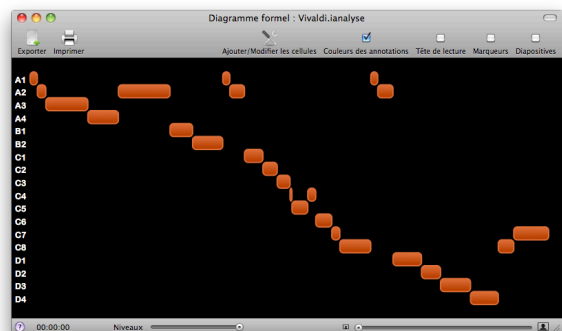 Diagramme formel : Vivaldi.ianalyse
Exporter Imprimer Ajouter/Modifier les cellules Couleurs des annotations Tête de lecture Marqueurs Diapositives
A1
A2
A3
A4
B1
B2
C1
C2
C3
C4
C5
C6
C7
C8
D1
D2
D3
D4
? 00:00:00 Niveaux